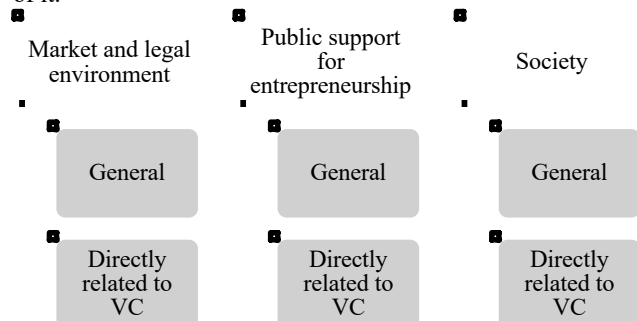 of it.
Market and legal
environment
Public support
for
entrepreneurship
Society
General
General
General
Directly
related to
VC
Directly
related to
VC
Directly
related to
VC